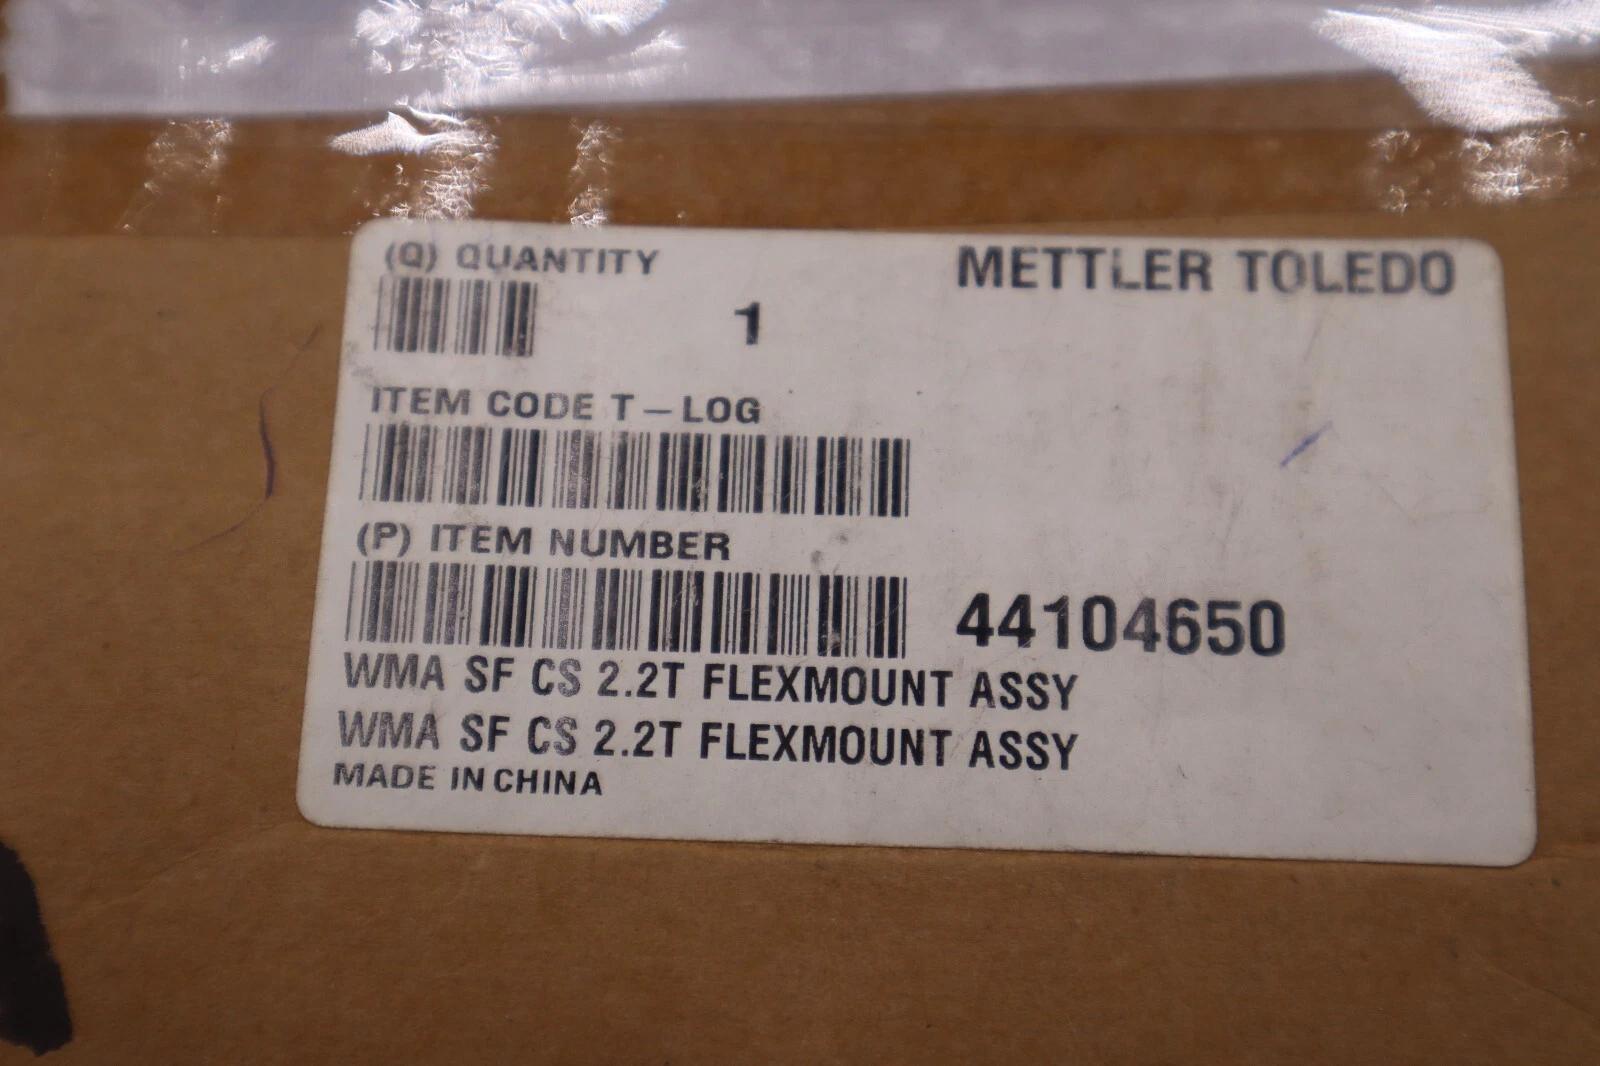 (Q) QUANTITY
METTLER TOLEDO
1
ITEM CODE T-LOG
(P) ITEM NUMBER
44104650
WMA SF CS 2.2T FLEXMOUNT ASSY
WMA SF CS 2.2T FLEXMOUNT ASSY
MADE IN CHINA